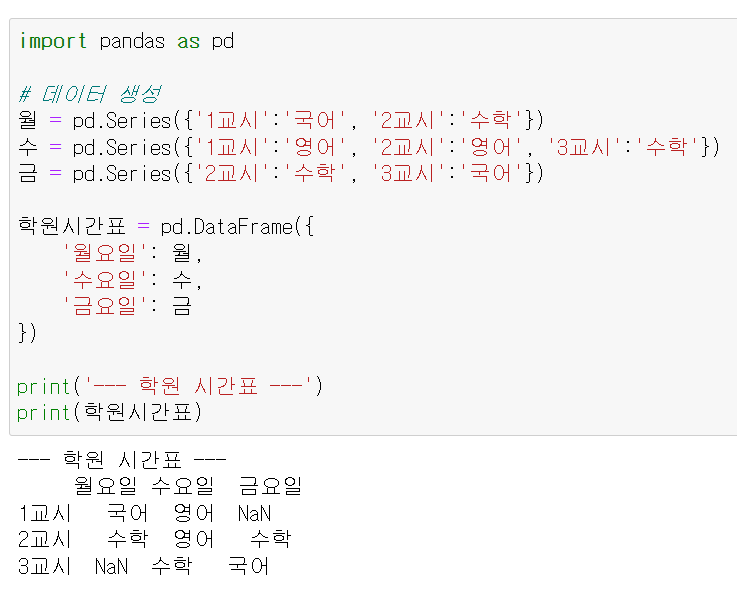 import pandas as pd
# 데이터 생성
월 = pd.Series({'1교시':'국어', '2교시':'수학'})
수 = pd.Series({'1교시':'영어', '2교시':'영어', '3교시':'수학'})
금 = pd.Series({'2교시':'수학', '3교시':'국어'})
학원시간표 = pd.DataFrame({
    '월요일': 월,
    '수요일': 수,
    '금요일': 금
})
print('--- 학원 시간표 ---')
print(학원시간표)
--- 학원 시간표 ---
     월요일 수요일  금요일
1교시   국어  영어  NaN
2교시   수학  영어   수학
3교시  NaN  수학   국어